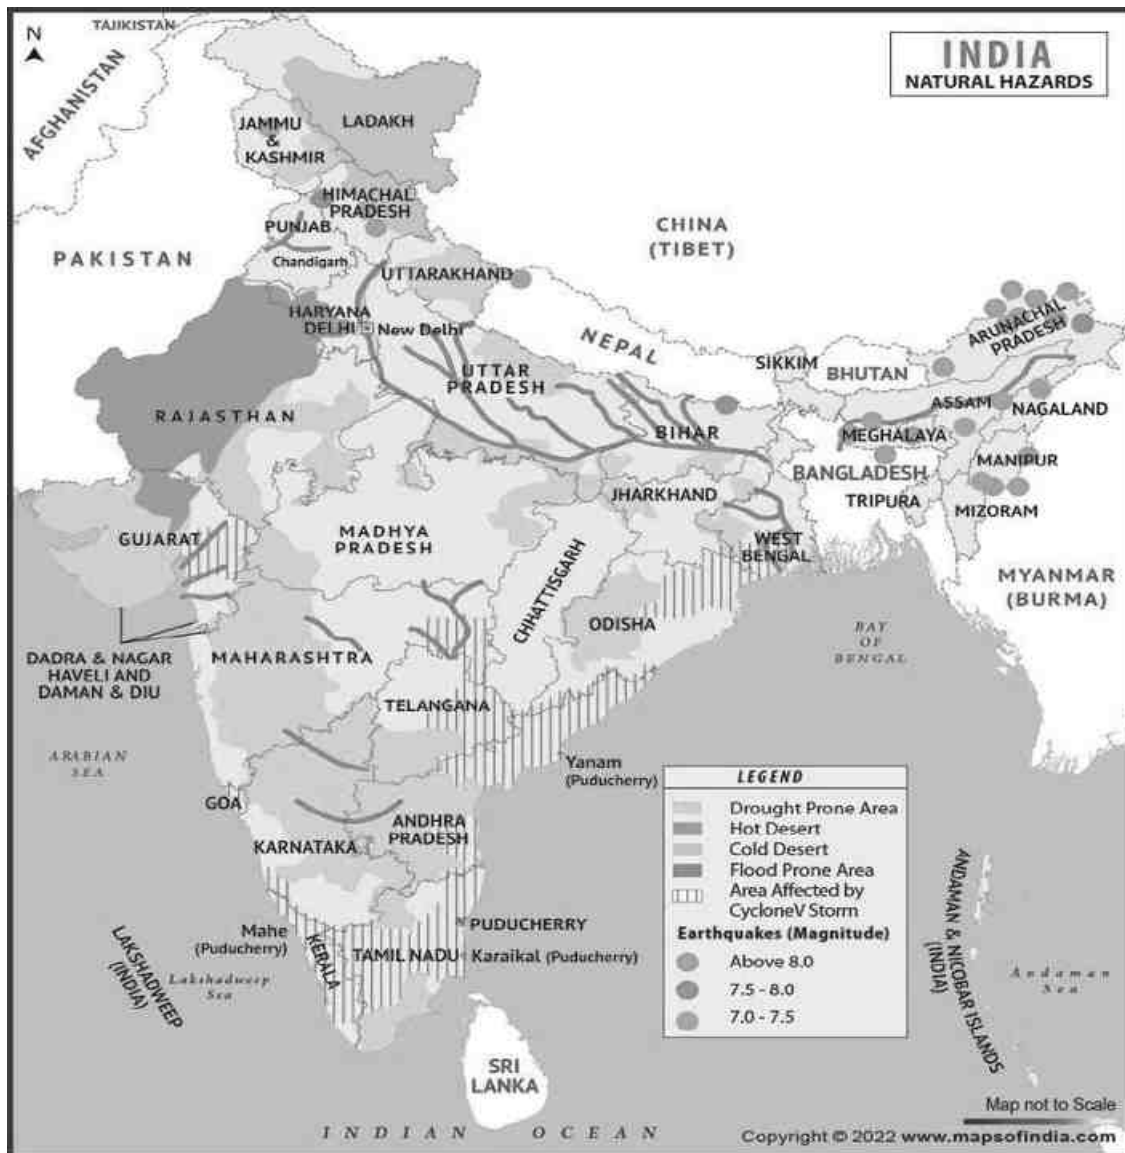 N
TAJIKISTAN
AFGHANISTAN
INDIA
NATURAL HAZARDS
JAMMU
&
KASHMIR
LADAKH
HIMACHAL
PRADESH
PUNJAB
Chandigarh
PAKISTAN
CHINA
(TIBET)
UTTARAKHAND
HARYANA
DELHI
New Delhi
NEPAL
SIKKIM
BHUTAN
ARUNACHAL
PRADESH
UTTAR
PRADESH
RAJASTHAN
BIHAR
ASSAM
NAGALAND
MEGHALAYA
BANGLADESH
MANIPUR
TRIPURA
MIZORAM
JHARKHAND
GUJARAT
MADHYA
PRADESH
WEST
BENGAL
CHHATTISGARH
MYANMAR
(BURMA)
ODISHA
BAY
OF
BENGAL
DADRA & NAGAR
HAVELI AND
DAMAN & DIU
MAHARASHTRA
TELANGANA
ARABIAN
SEA
Yanam
(Puducherry)
GOA
ANDHRA
PRADESH
KARNATAKA
LEGEND
Drought Prone Area
Hot Desert
Cold Desert
Flood Prone Area
Area Affected by
CycloneV Storm
Earthquakes (Magnitude)
Above 8.0
7.5 - 8.0
7.0 - 7.5
Mahe
(Puducherry)
PUDUCHERRY
KERALA
TAMIL NADU
Karaikal (Puducherry)
LAKSHADWEEP
(INDIA)
Lakshadweep
Sea
ANDAMAN & NICOBAR ISLANDS
(INDIA)
Andaman
Sea
SRI
LANKA
INDIAN OCEAN
Map not to Scale
Copyright © 2022 www.mapsofindia.com